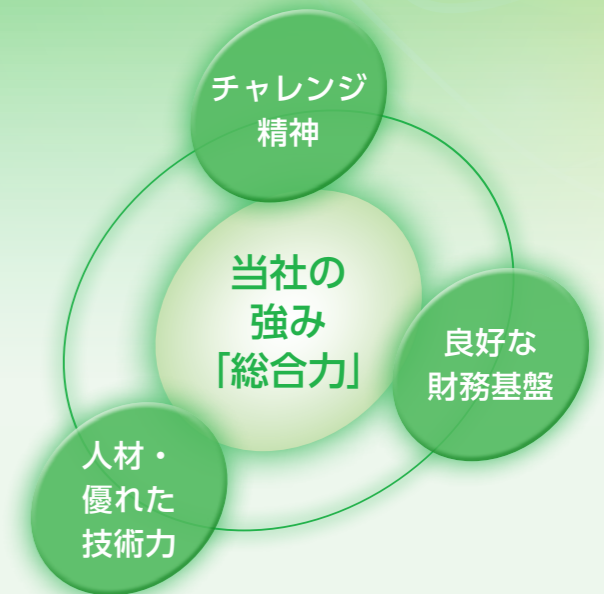 チャレンジ
精神
当社の
強み
「総合力」
良好な
財務基盤
人材・
優れた
技術力